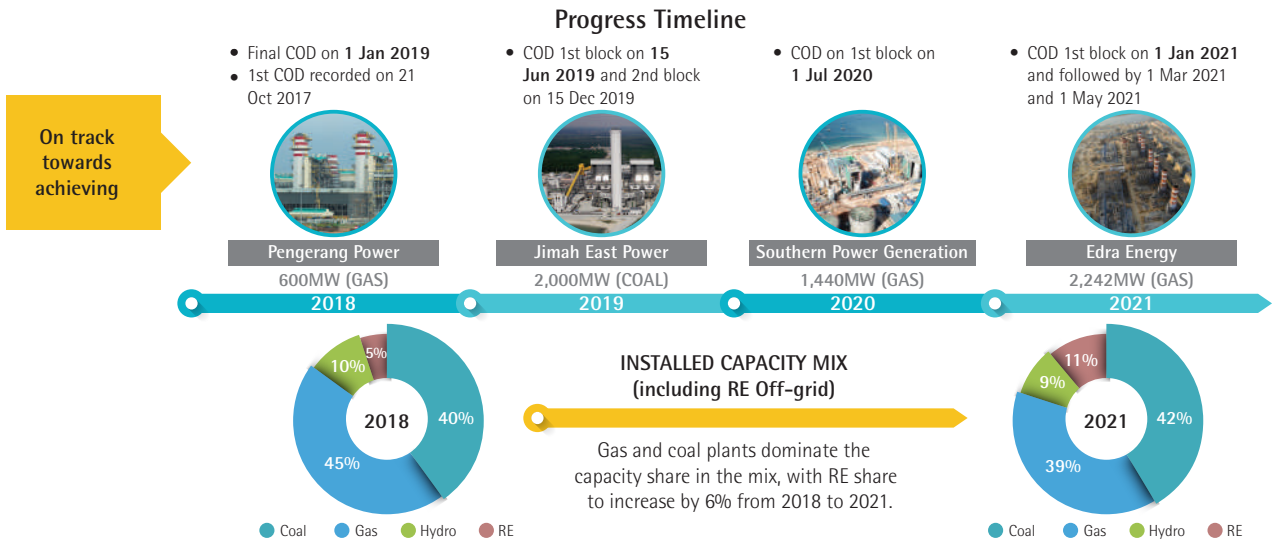 Progress Timeline
On track
towards
achieving
• Final COD on 1 Jan 2019
• 1st COD recorded on 21
Oct 2017
• COD 1st block on 15
Jun 2019 and 2nd block
on 15 Dec 2019
• COD on 1st block on
1 Jul 2020
• COD 1st block on 1 Jan 2021
and followed by 1 Mar 2021
and 1 May 2021
Pengerang Power
600MW (GAS)
2018
Jimah East Power
2,000MW (COAL)
2019
Southern Power Generation
1,440MW (GAS)
2020
Edra Energy
2,242MW (GAS)
2021
5%
10%
2018
40%
45%
Coal
Gas
Hydro
RE
INSTALLED CAPACITY MIX
(including RE Off-grid)
Gas and coal plants dominate the
capacity share in the mix, with RE share
to increase by 6% from 2018 to 2021.
11%
9%
2021
42%
39%
Coal
Gas
Hydro
RE